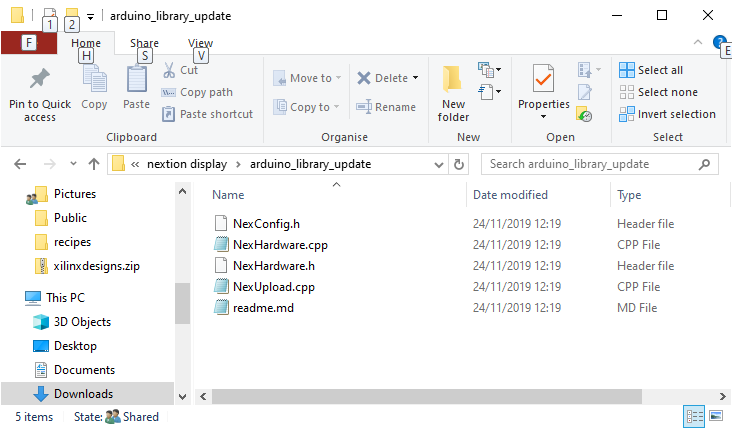 1 2 arduino_library_update
F Home Share View E
H S V
Pin to Quick access
Copy
Paste
Cut
Copy path
Paste shortcut
Clipboard
Move to
Copy to
Delete
Rename
Organise
New folder
New
Properties
Open
Select all
Select none
Invert selection
Select
« nextion display › arduino_library_update
Search arduino_library_update
Pictures
Public
recipes
xilinxdesigns.zip
This PC
3D Objects
Desktop
Documents
Downloads
Name Date modified Type
NexConfig.h 24/11/2019 12:19 Header file
NexHardware.cpp 24/11/2019 12:19 CPP File
NexHardware.h 24/11/2019 12:19 Header file
NexUpload.cpp 24/11/2019 12:19 CPP File
readme.md 24/11/2019 12:19 MD File
5 items State: Shared